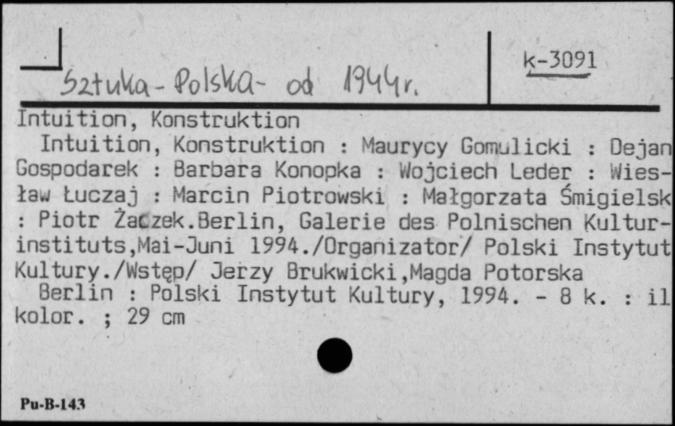 k-3091
Sztuka-Polska- od 1944r.
Intuition, Konstruktion
Intuition, Konstruktion : Maurycy Gomulicki : Dejan
Gospodarek : Barbara Konopka : Wojciech Leder : Wies-
ław Łuczaj : Marcin Piotrowski : Małgorzata Śmigielsk
: Piotr Żaczek.Berlin, Galerie des Polnischen Kultur-
instituts,Mai-Juni 1994./Organizator/ Polski Instytut
Kultury./Wstęp/ Jerzy Brukwicki,Magda Potorska
Berlin : Polski Instytut Kultury, 1994. - 8 k. : il
kolor. ; 29 cm
Pu-B-143